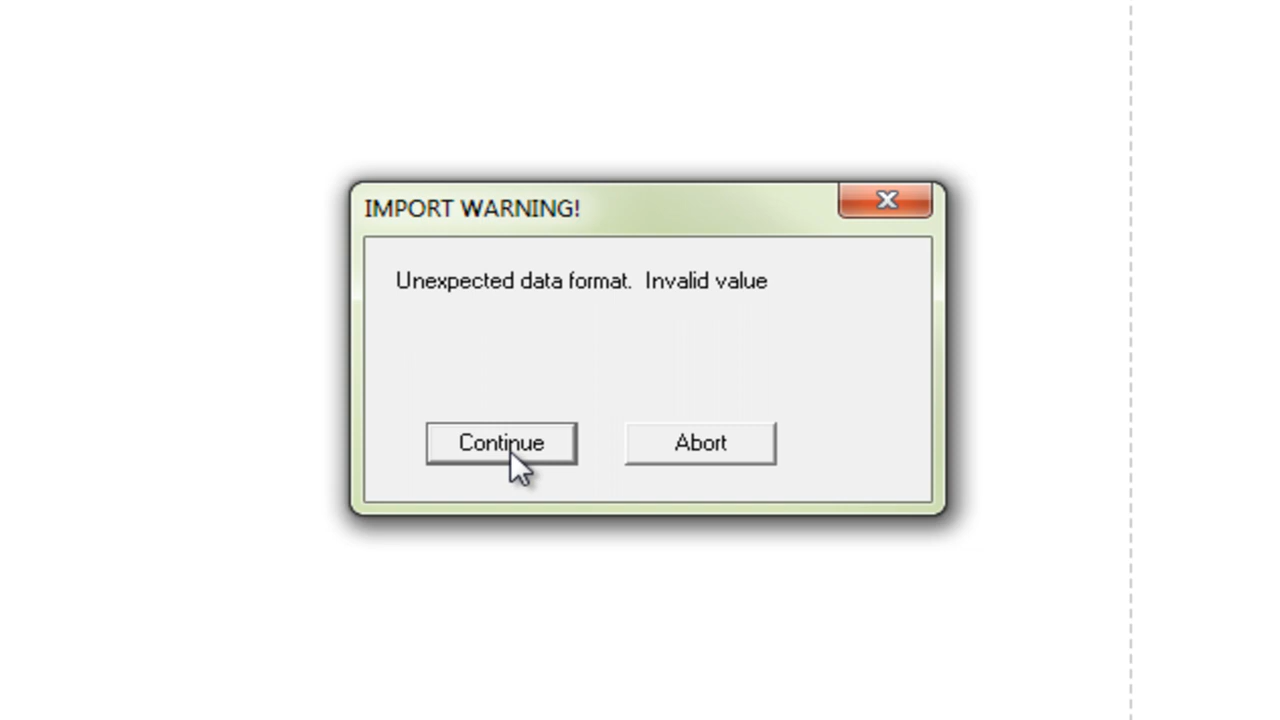 IMPORT WARNING!
Unexpected data format.  Invalid value
Continue
Abort